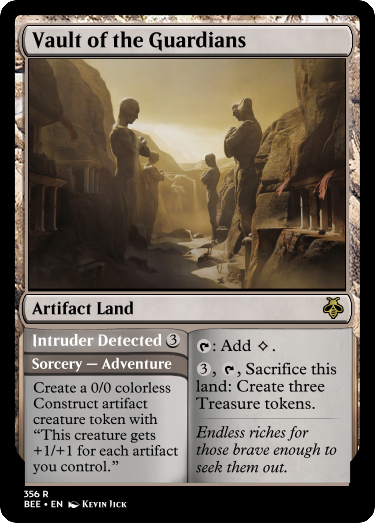 Vault of the Guardians
Artifact Land
Intruder Detected 3
Sorcery — Adventure
Create a 0/0 colorless
Construct artifact
creature token with
“This creature gets
+1/+1 for each artifact
you control.”
: Add .
3, , Sacrifice this
land: Create three
Treasure tokens.
Endless riches for
those brave enough to
seek them out.
356 R
BEE • EN Kevin Jick